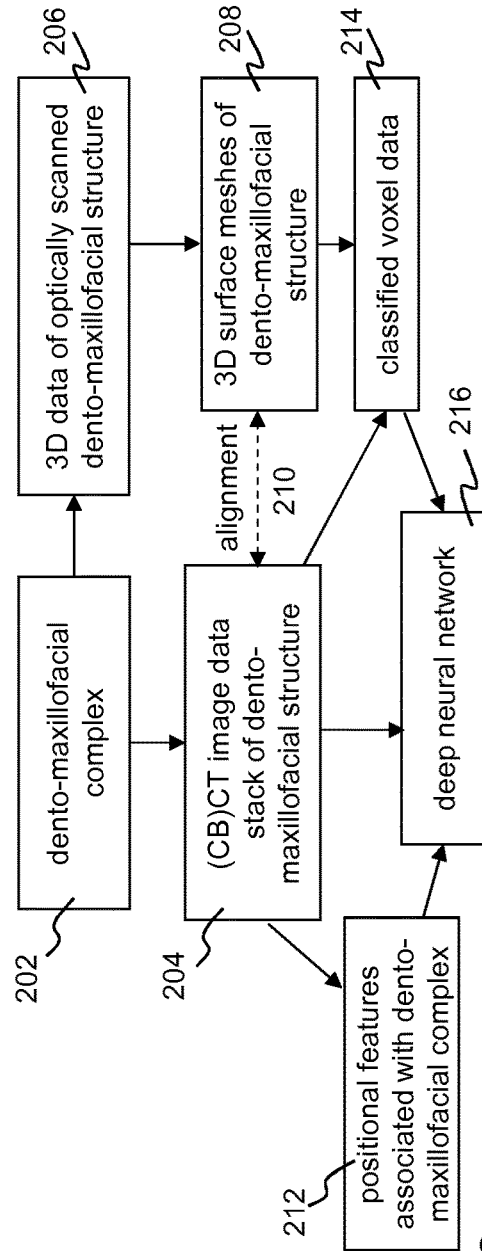 202
dento-maxillofacial
complex
206
3D data of optically scanned
dento-maxillofacial structure
204
(CB)CT image data
stack of dento-
maxillofacial structure
alignment
210
208
3D surface meshes of
dento-maxillofacial
structure
212
positional features
associated with dento-
maxillofacial complex
214
classified voxel data
216
deep neural network